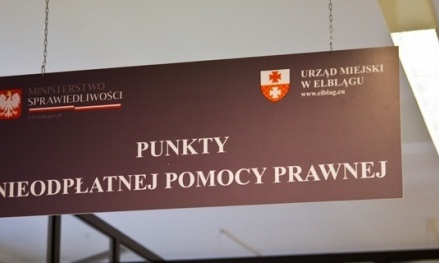 MINISTERSTWO
SPRAWIEDLIWOŚCI
URZĄD MIEJSKI
W ELBLĄGU
www.elblag.eu
PUNKTY
NIEODPŁATNEJ POMOCY PRAWNEJ